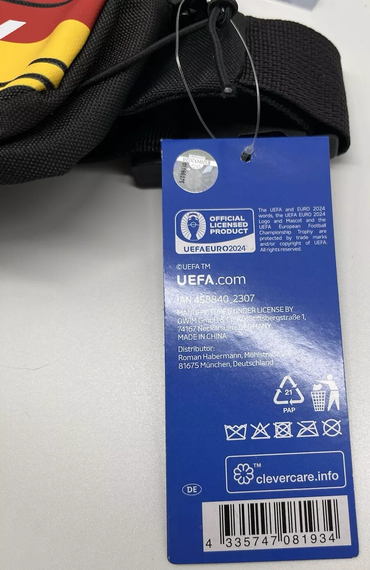 OFFICIAL
LICENSED
PRODUCT
UEFAEURO2024
The UEFA and EURO 2024
words, the UEFA EURO 2024
Logo and Mascot and the
UEFA European Football
Championship Trophy are
protected by trade marks
and/or copyright of UEFA.
All rights reserved.
©UEFA TM
UEFA.com
IAN 458840_2307
MANUFACTURED UNDER LICENSE BY
74167 Neckarsulm, GERMANY
MADE IN CHINA
Distributor:
Roman Habermann, Möhlstraße
81675 München, Deutschland
21
PAP
TM
clevercare.info
DE
4 335747 081934